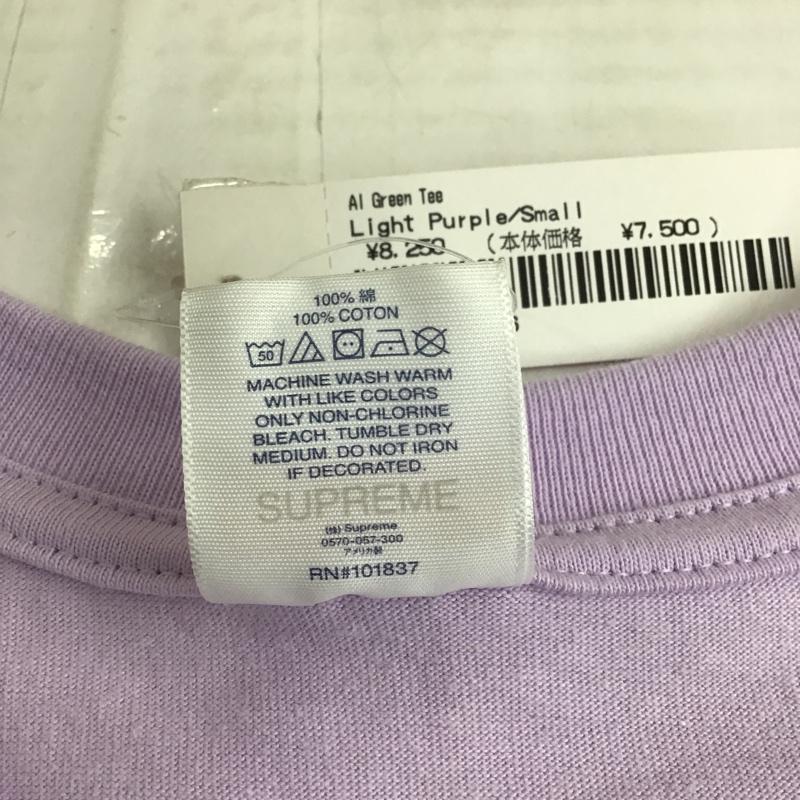 Al Green Tee
Light Purple/Small
¥8,250 (本体価格 ¥7,500 )
100% 綿
100% COTON
50
MACHINE WASH WARM
WITH LIKE COLORS
ONLY NON-CHLORINE
BLEACH. TUMBLE DRY
MEDIUM. DO NOT IRON
IF DECORATED.
SUPREME
(株) Supreme
0570-057-300
アメリカ製
RN#101837